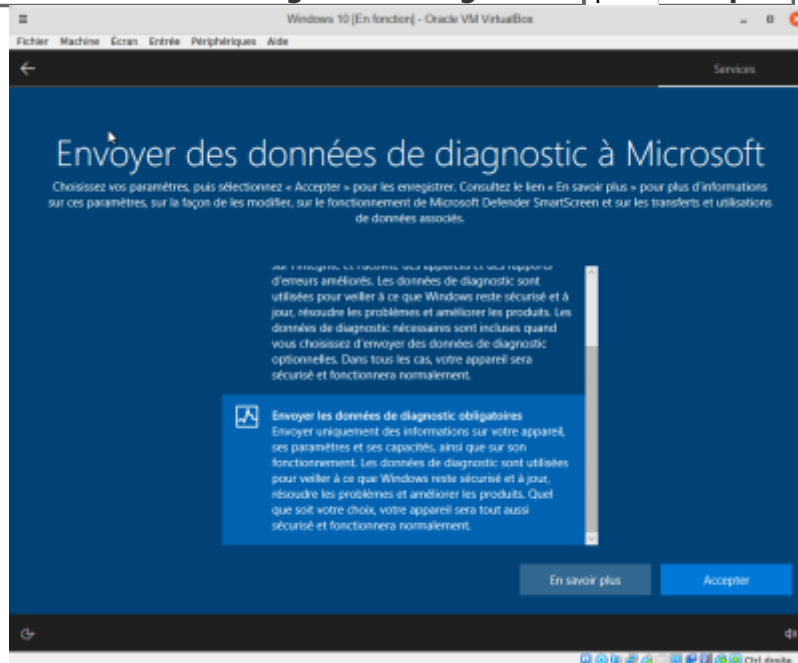 Windows 10 [En fonction] - Oracle VM VirtualBox
Fichier Machine Écran Entrée Périphériques Aide
Services
Envoyer des données de diagnostic à Microsoft
Choisissez vos paramètres, puis sélectionnez « Accepter » pour les enregistrer. Consultez le lien « En savoir plus » pour plus d'informations
sur ces paramètres, sur la façon de les modifier, sur le fonctionnement de Microsoft Defender SmartScreen et sur les transferts et utilisations
de données associés.
d'erreurs améliorés. Les données de diagnostic sont
utilisées pour veiller à ce que Windows reste sécurisé et à
jour, résoudre les problèmes et améliorer les produits. Les
données de diagnostic nécessaires sont incluses quand
vous choisissez d'envoyer des données de diagnostic
optionnelles. Dans tous les cas, votre appareil sera
sécurisé et fonctionnera normalement.
Envoyer les données de diagnostic obligatoires
Envoyer uniquement des informations sur votre appareil,
ses paramètres et ses capacités, ainsi que sur son
fonctionnement. Les données de diagnostic sont utilisées
pour veiller à ce que Windows reste sécurisé et à jour,
résoudre les problèmes et améliorer les produits. Quel
que soit votre choix, votre appareil sera tout aussi
sécurisé et fonctionnera normalement.
En savoir plus
Accepter
Ctrl droite